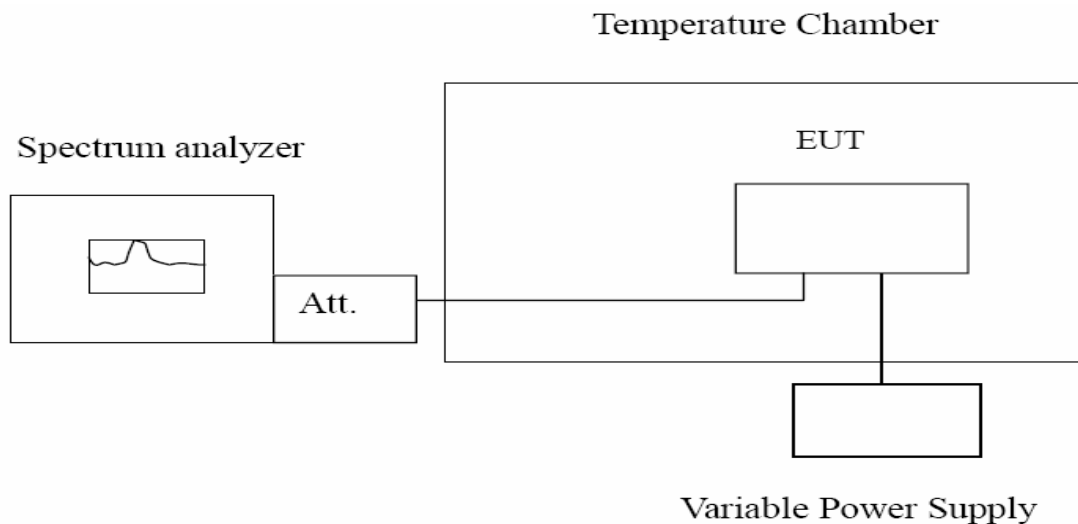 Temperature Chamber
Spectrum analyzer
EUT
Att.
Variable Power Supply